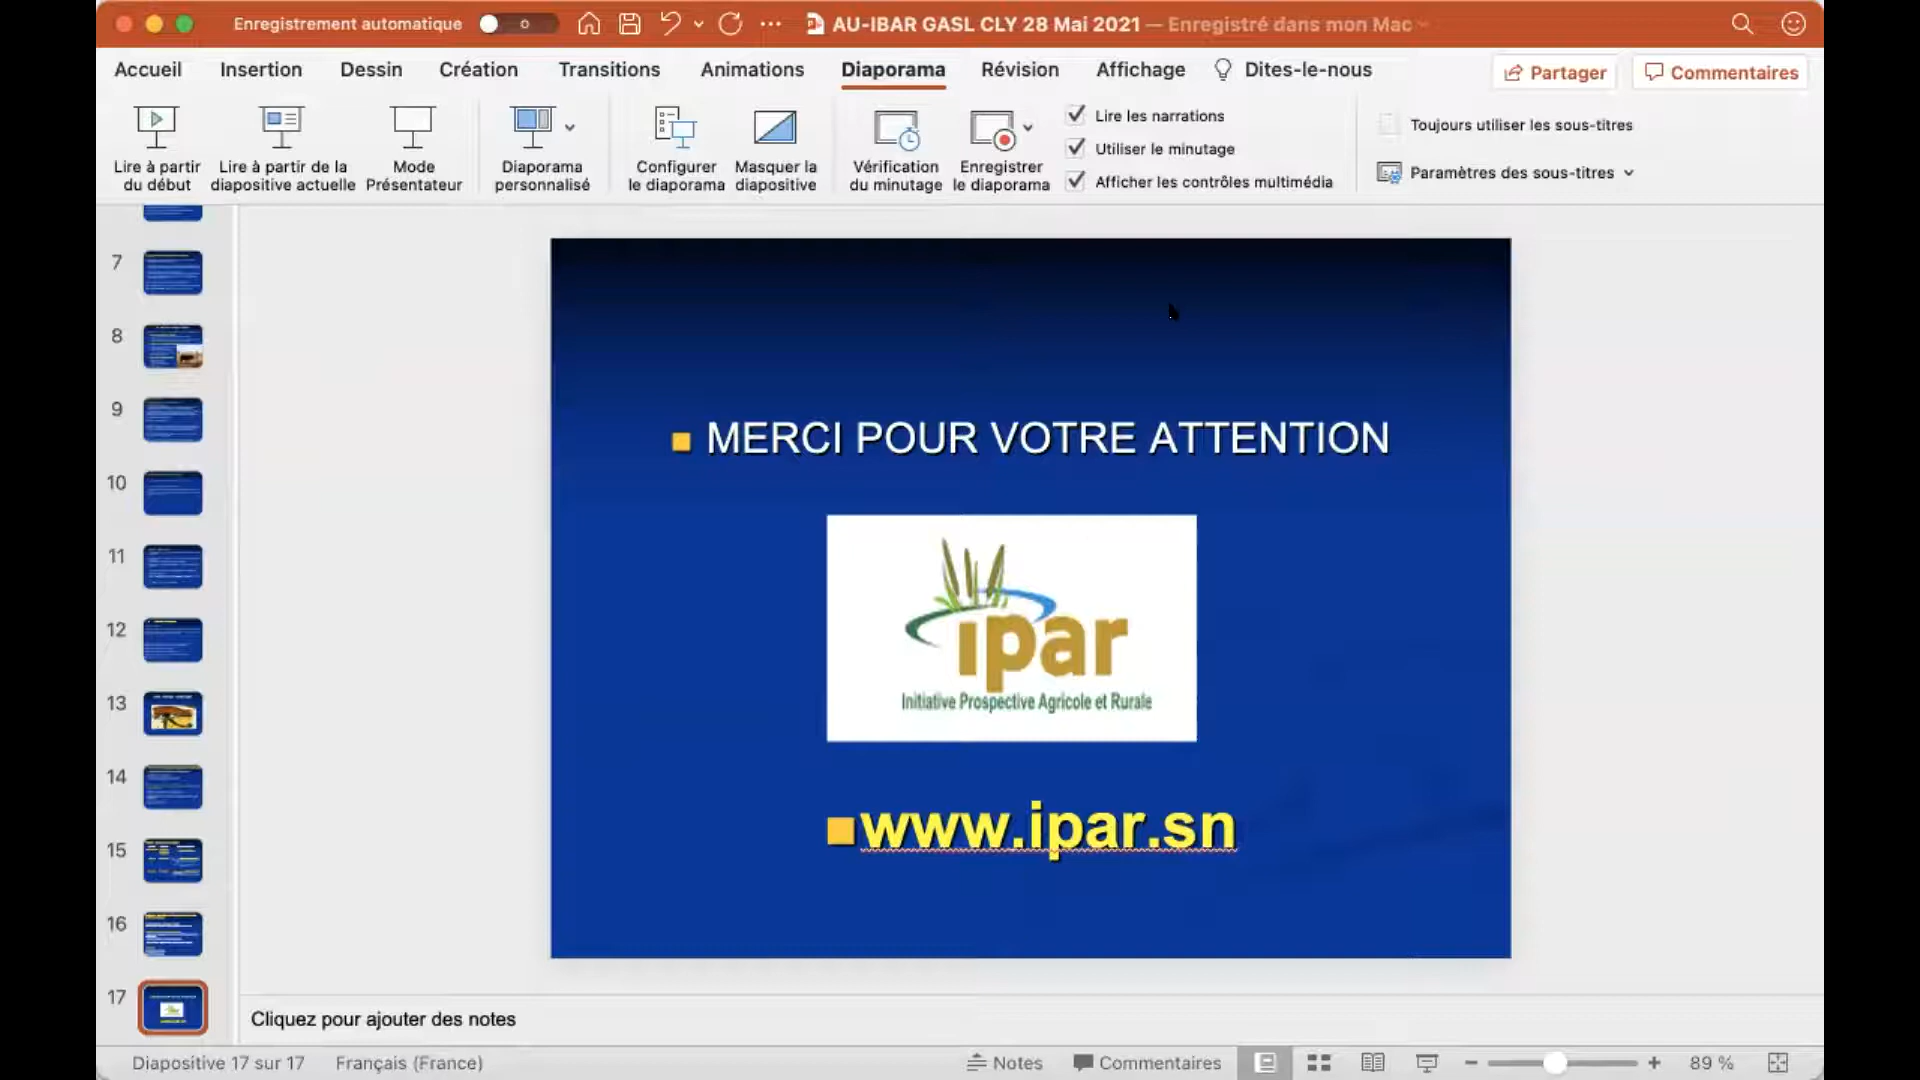 Enregistrement automatique
AU-IBAR GASL CLY 28 Mai 2021 — Enregistré dans mon Mac
Accueil
Insertion
Dessin
Création
Transitions
Animations
Diaporama
Révision
Affichage
Dites-le-nous
Partager
Commentaires
Lire à partir
du début
Lire à partir de la
diapositive actuelle
Mode
Présentateur
Diaporama
personnalisé
Configurer
le diaporama
Masquer la
diapositive
Vérification
du minutage
Enregistrer
le diaporama
Lire les narrations
Utiliser le minutage
Afficher les contrôles multimédia
Toujours utiliser les sous-titres
Paramètres des sous-titres
7
8
9
10
11
12
13
14
15
16
17
MERCI POUR VOTRE ATTENTION
ipar
Initiative Prospective Agricole et Rurale
www.ipar.sn
Cliquez pour ajouter des notes
Diapositive 17 sur 17
Français (France)
Notes
Commentaires
89 %